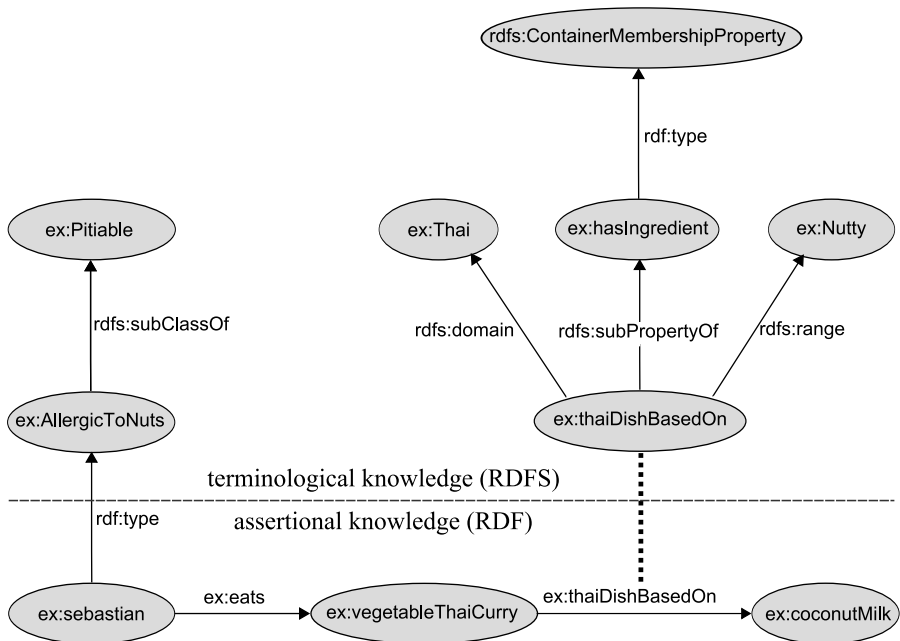 rdfs:ContainerMembershipProperty
rdf:type
ex:Pitiable
ex:Thai
ex:hasIngredient
ex:Nutty
rdfs:subClassOf
rdfs:domain
rdfs:subPropertyOf
rdfs:range
ex:AllergicToNuts
ex:thaiDishBasedOn
terminological knowledge (RDFS)
rdf:type
assertional knowledge (RDF)
ex:sebastian
ex:eats
ex:vegetableThaiCurry
ex:thaiDishBasedOn
ex:coconutMilk